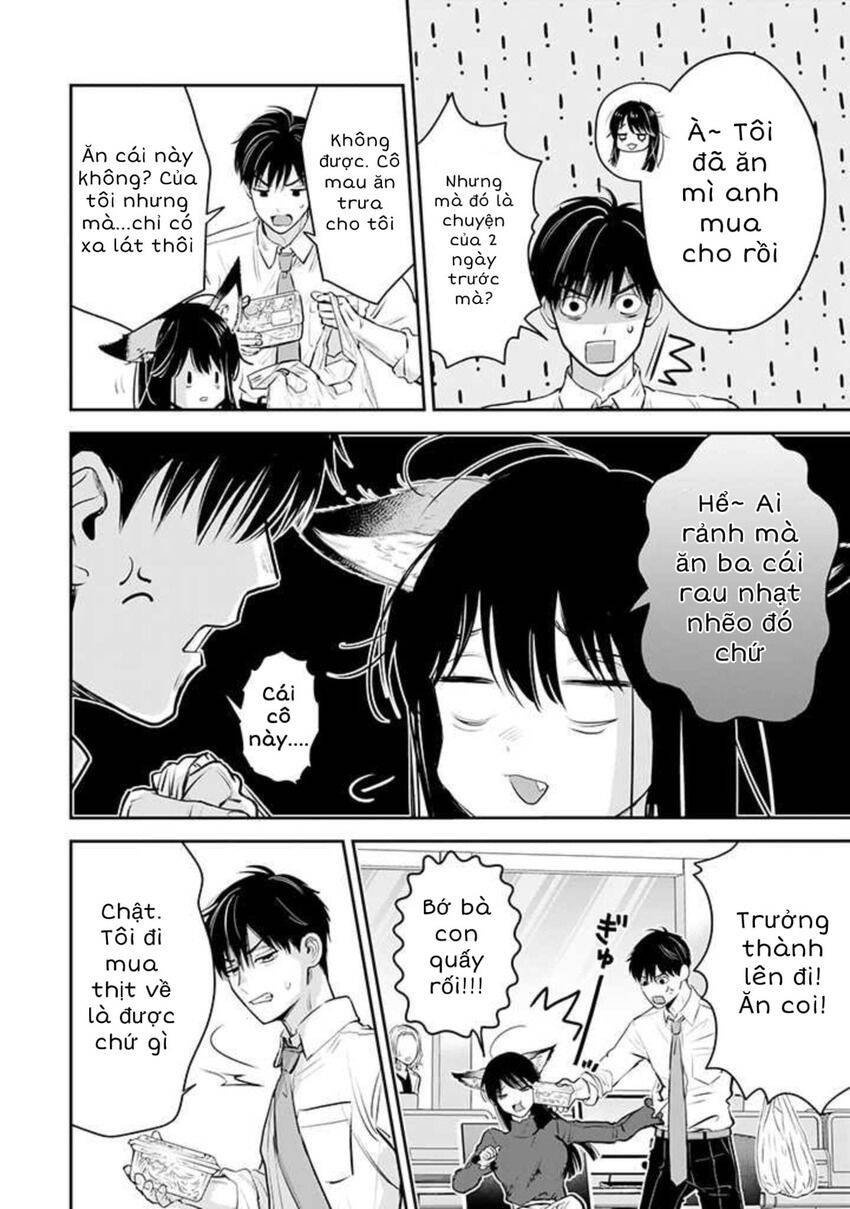 À~ Tôi
đã ăn
mì anh
mua
cho rồi
Nhưng
mà đó là
chuyện
của 2
ngày
trước
mà?
Không
được. Cô
mau ăn
trưa
cho tôi
Ăn cái này
không? Của
tôi nhưng
mà...chỉ có
xa lát thôi
Hể~ Ai
rảnh mà
ăn ba cái
rau nhạt
nhẽo đó
chứ
Cái
cô
này....
Trưởng
thành
lên đi!
Ăn coi!
ぎゅ
Bớ bà
con
quấy
rối!!!
Chật.
Tôi đi
mua
thịt về
là được
chứ gì